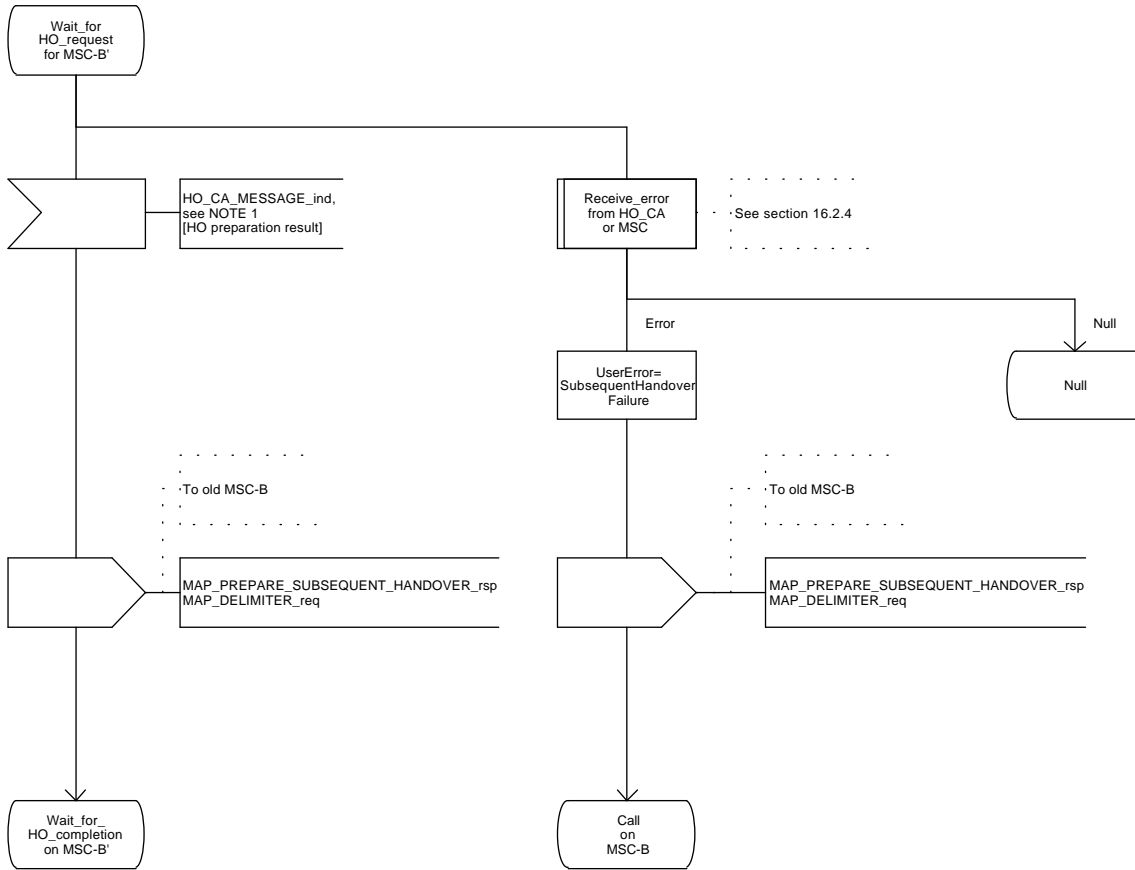 Wait_for
HO_request
for MSC-B'
HO_CA_MESSAGE_ind,
see NOTE 1
[HO preparation result]
Receive_error
from HO_CA
or MSC
See section 16.2.4
Error
Null
UserError=
SubsequentHandover
Failure
Null
To old MSC-B
To old MSC-B
MAP_PREPARE_SUBSEQUENT_HANDOVER_rsp
MAP_DELIMITER_req
MAP_PREPARE_SUBSEQUENT_HANDOVER_rsp
MAP_DELIMITER_req
Wait_for_
HO_completion
on MSC-B'
Call
on
MSC-B